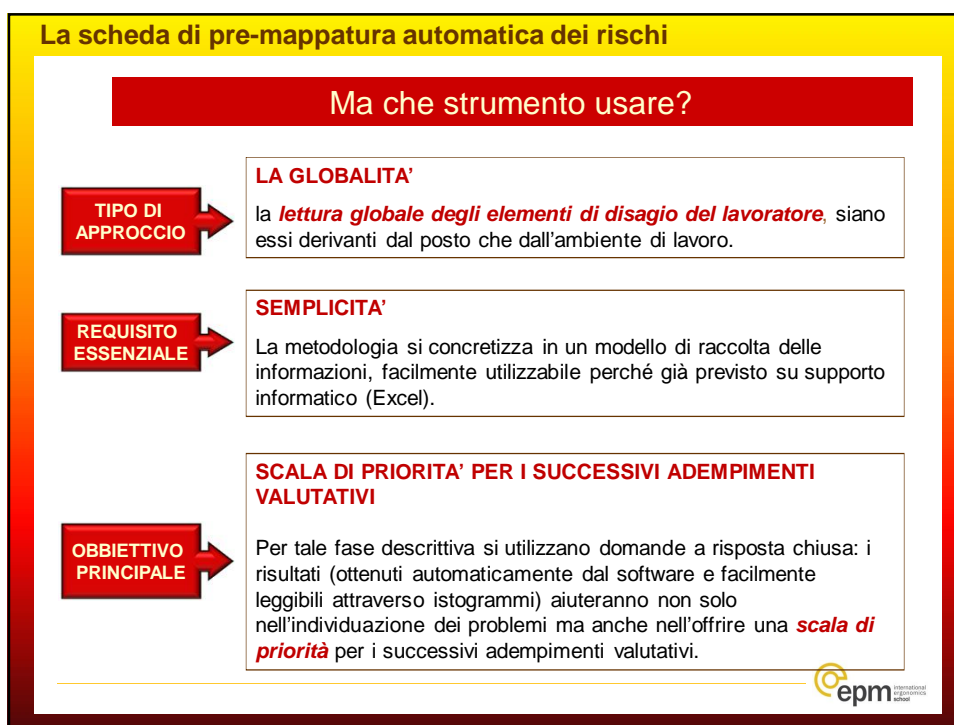 La scheda di pre-mappatura automatica dei rischi
Ma che strumento usare?
TIPO DI
APPROCCIO
LA GLOBALITA’
la lettura globale degli elementi di disagio del lavoratore, siano
essi derivanti dal posto che dall’ambiente di lavoro.
REQUISITO
ESSENZIALE
SEMPLICITA’
La metodologia si concretizza in un modello di raccolta delle
informazioni, facilmente utilizzabile perché già previsto su supporto
informatico (Excel).
OBBIETTIVO
PRINCIPALE
SCALA DI PRIORITA’ PER I SUCCESSIVI ADEMPIMENTI
VALUTATIVI
Per tale fase descrittiva si utilizzano domande a risposta chiusa: i
risultati (ottenuti automaticamente dal software e facilmente
leggibili attraverso istogrammi) aiuteranno non solo
nell’individuazione dei problemi ma anche nell’offrire una scala di
priorità per i successivi adempimenti valutativi.
epm
international
ergonomics
school